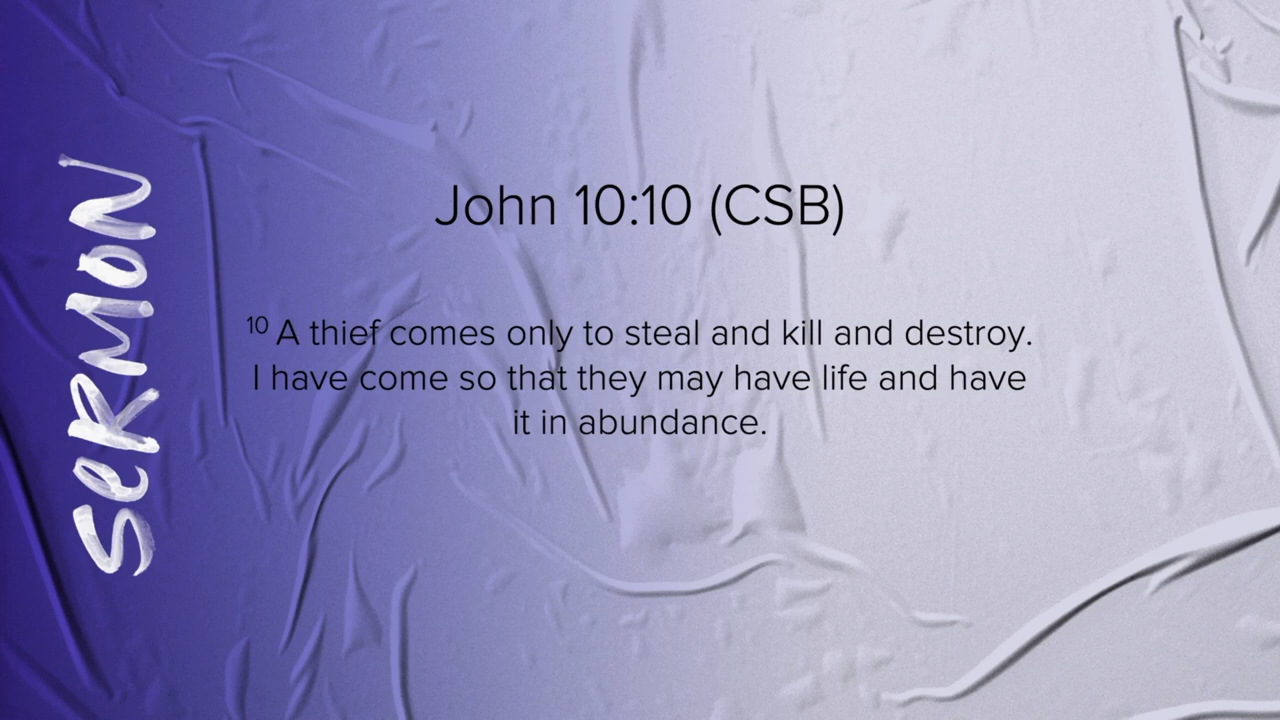 SERMON
John 10:10 (CSB)
10 A thief comes only to steal and kill and destroy.
I have come so that they may have life and have
it in abundance.